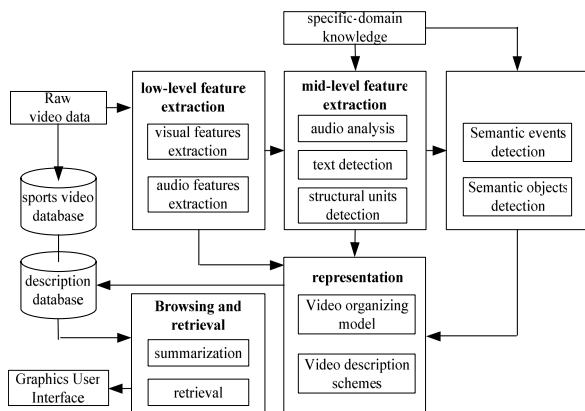 specific-domain
knowledge
Raw
video data
low-level feature
extraction
visual features
extraction
audio features
extraction
mid-level feature
extraction
audio analysis
text detection
structural units
detection
Semantic events
detection
Semantic objects
detection
sports video
database
description
database
Browsing and
retrieval
summarization
retrieval
representation
Video organizing
model
Video description
schemes
Graphics User
Interface